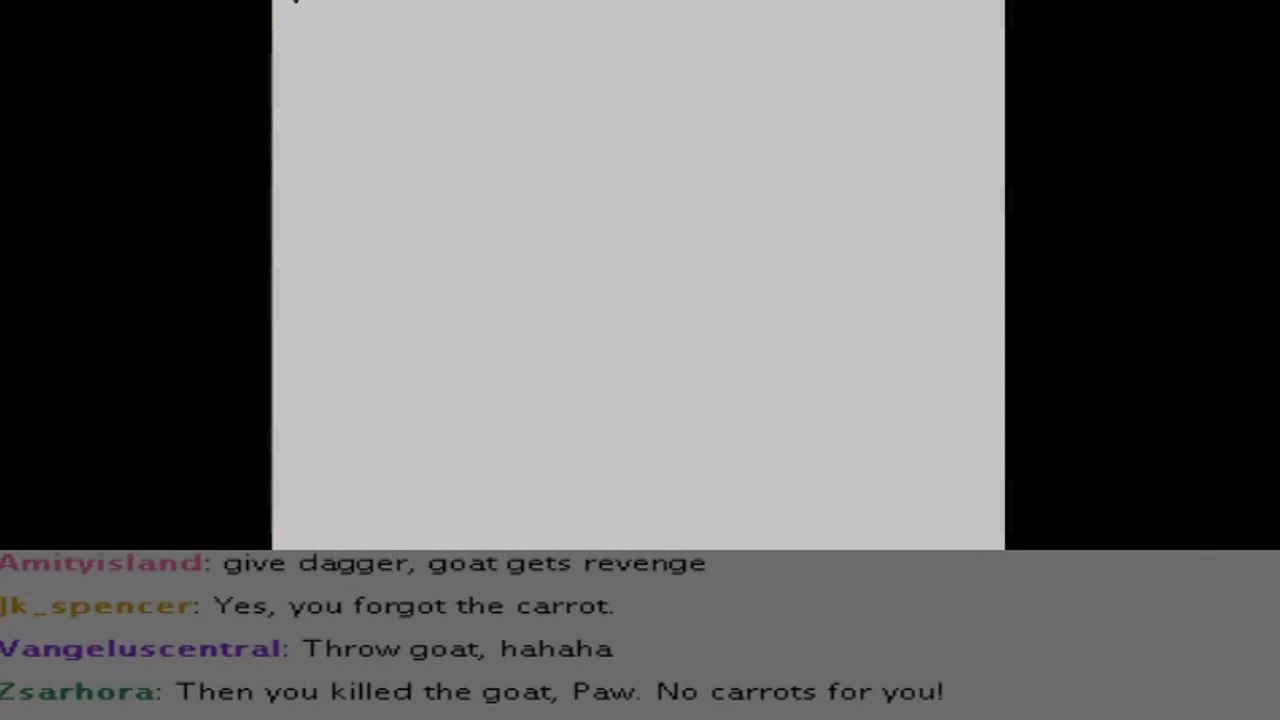 Amityisland: give dagger, goat gets revenge
Jk_spencer: Yes, you forgot the carrot.
Vangeluscentral: Throw goat, hahaha
Zsarhora: Then you killed the goat, Paw. No carrots for you!